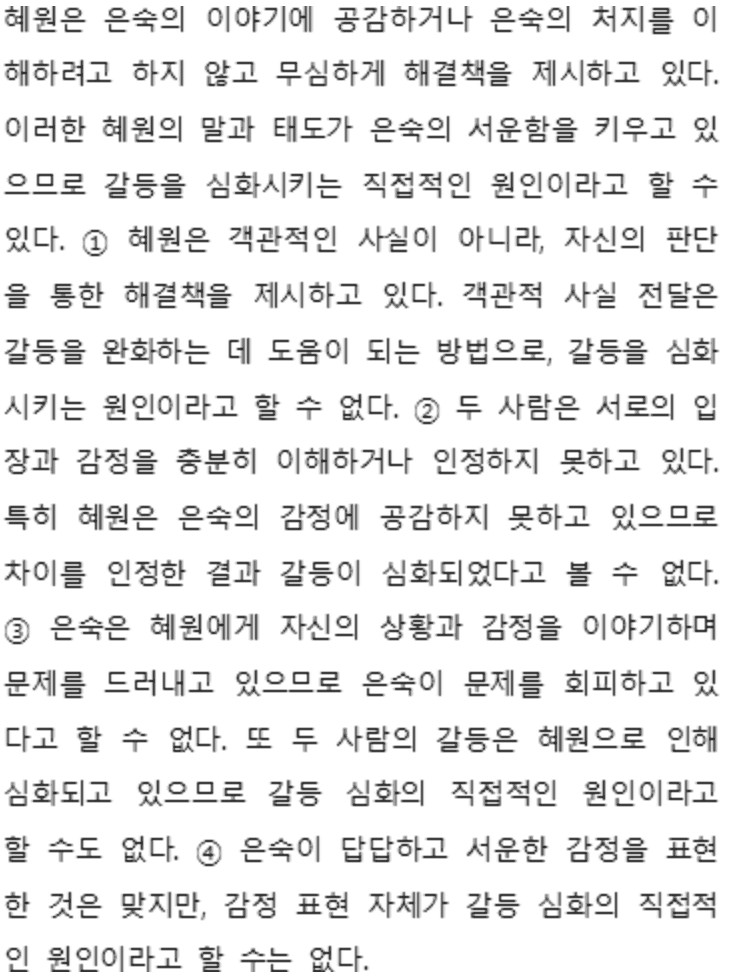 혜원은 은숙의 이야기에 공감하거나 은숙의 처지를 이
해하려고 하지 않고 무심하게 해결책을 제시하고 있다.
이러한 혜원의 말과 태도가 은숙의 서운함을 키우고 있
으므로 갈등을 심화시키는 직접적인 원인이라고 할 수
있다. ① 혜원은 객관적인 사실이 아니라, 자신의 판단
을 통한 해결책을 제시하고 있다. 객관적 사실 전달은
갈등을 완화하는 데 도움이 되는 방법으로, 갈등을 심화
시키는 원인이라고 할 수 없다. ② 두 사람은 서로의 입
장과 감정을 충분히 이해하거나 인정하지 못하고 있다.
특히 혜원은 은숙의 감정에 공감하지 못하고 있으므로
차이를 인정한 결과 갈등이 심화되었다고 볼 수 없다.
③ 은숙은 혜원에게 자신의 상황과 감정을 이야기하며
문제를 드러내고 있으므로 은숙이 문제를 회피하고 있
다고 할 수 없다. 또 두 사람의 갈등은 혜원으로 인해
심화되고 있으므로 갈등 심화의 직접적인 원인이라고
할 수도 없다. ④ 은숙이 답답하고 서운한 감정을 표현
한 것은 맞지만, 감정 표현 자체가 갈등 심화의 직접적
인 원인이라고 할 수는 없다.